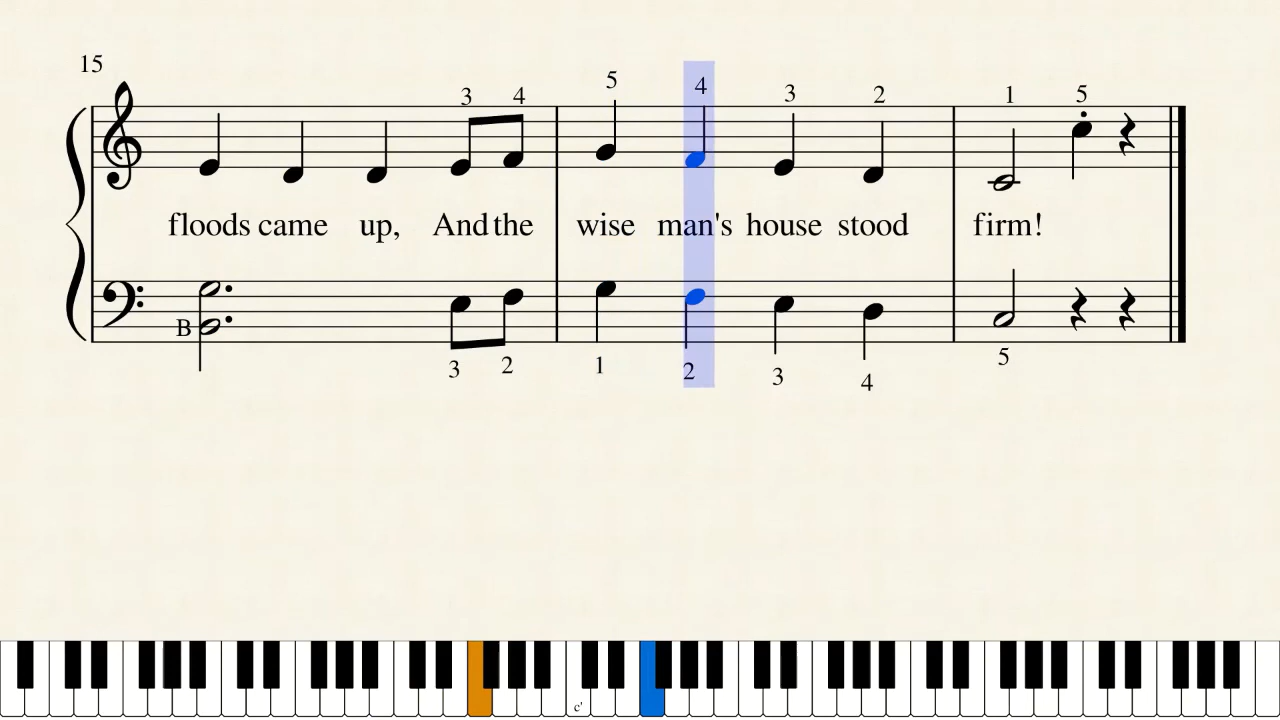 15
3 4 5 4 3 2 1 5
floods came up, And the wise man's house stood firm!
B
3 2 1 2 3 4 5
c'